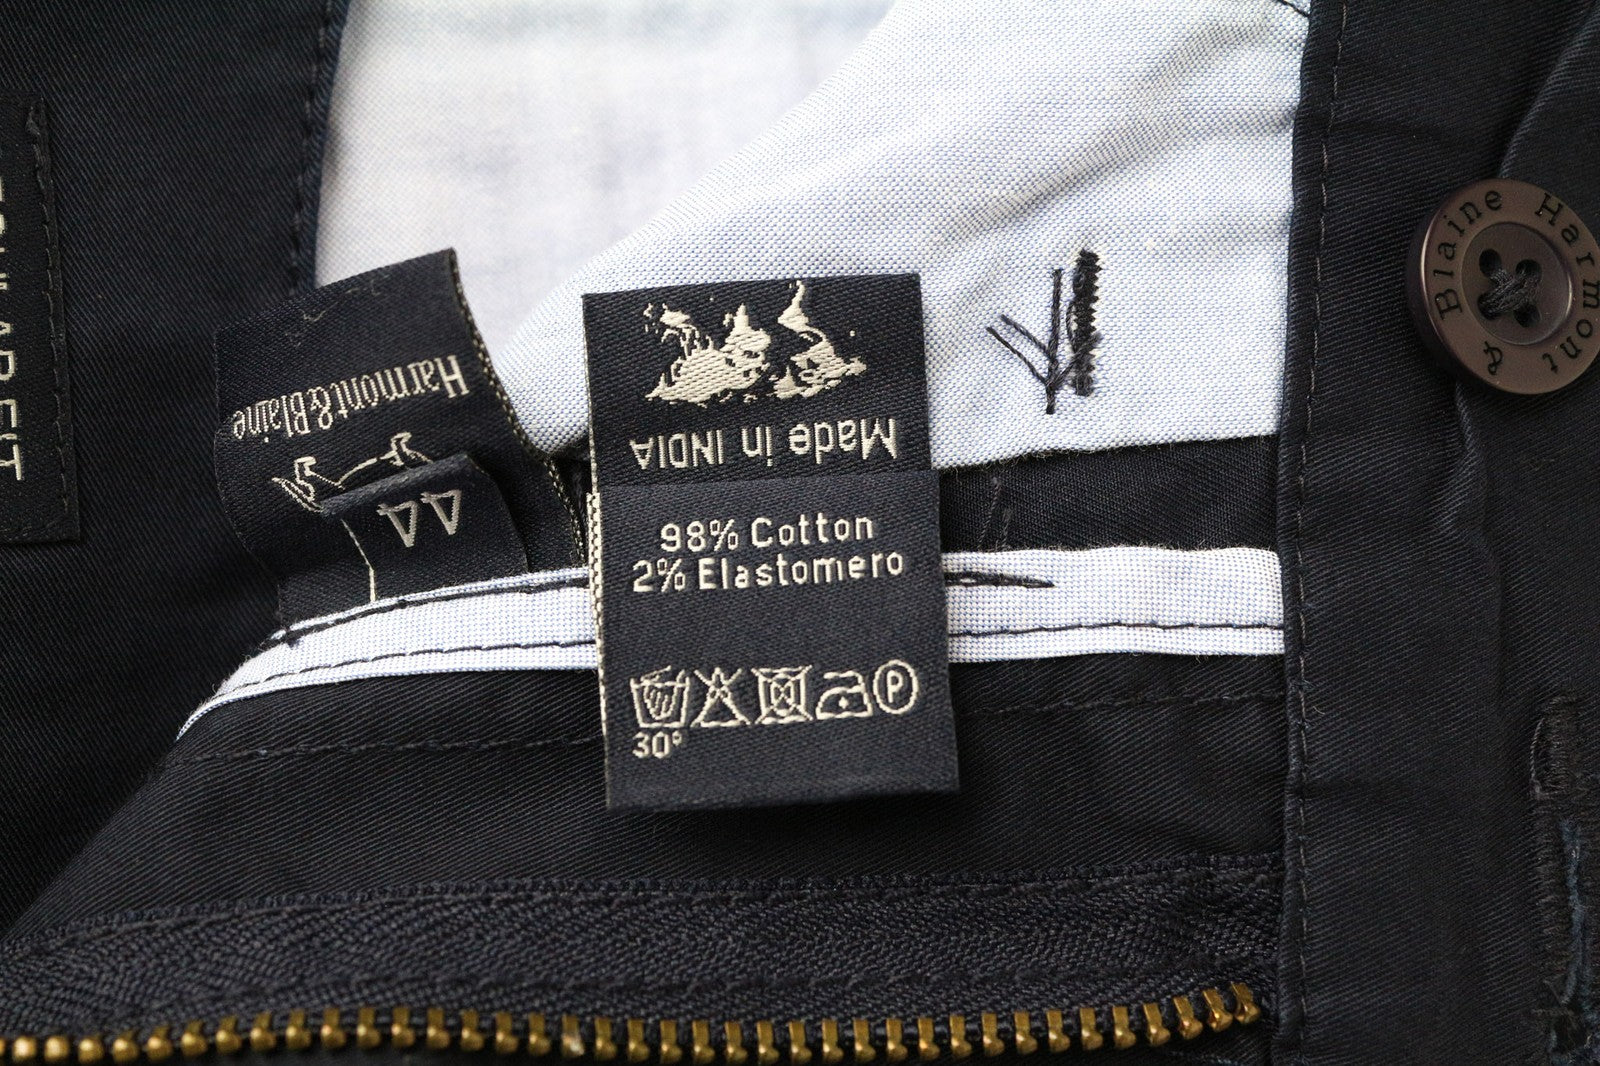 Harmont&Blaine
44
Made in INDIA
98% Cotton
2% Elastomero
30°
P
Harmont & Blaine